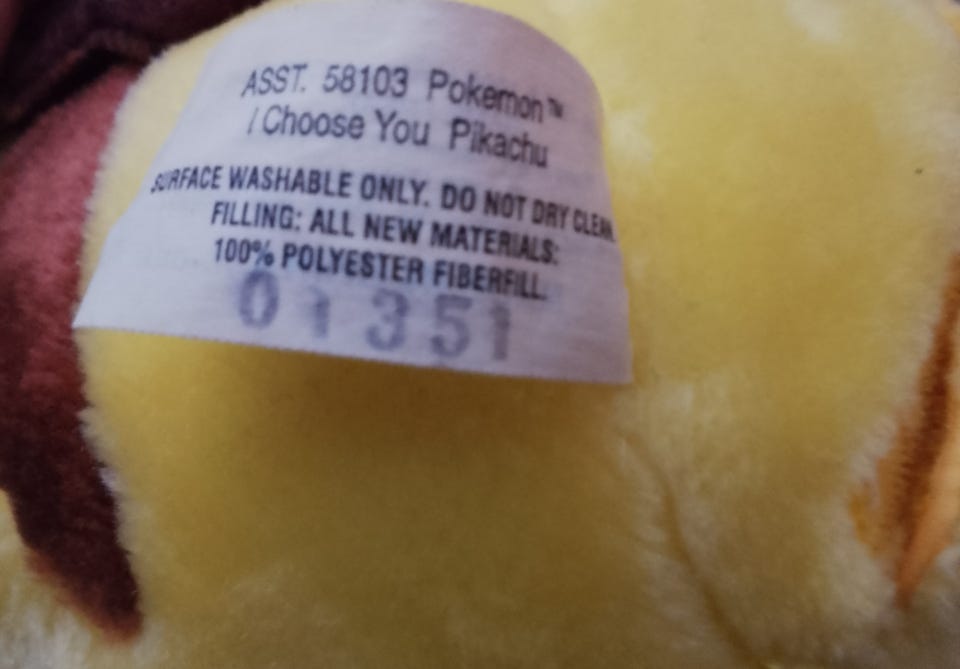 ASST. 58103 Pokemon™
I Choose You Pikachu
SURFACE WASHABLE ONLY. DO NOT DRY CLEAN.
FILLING: ALL NEW MATERIALS:
100% POLYESTER FIBERFILL.
01351